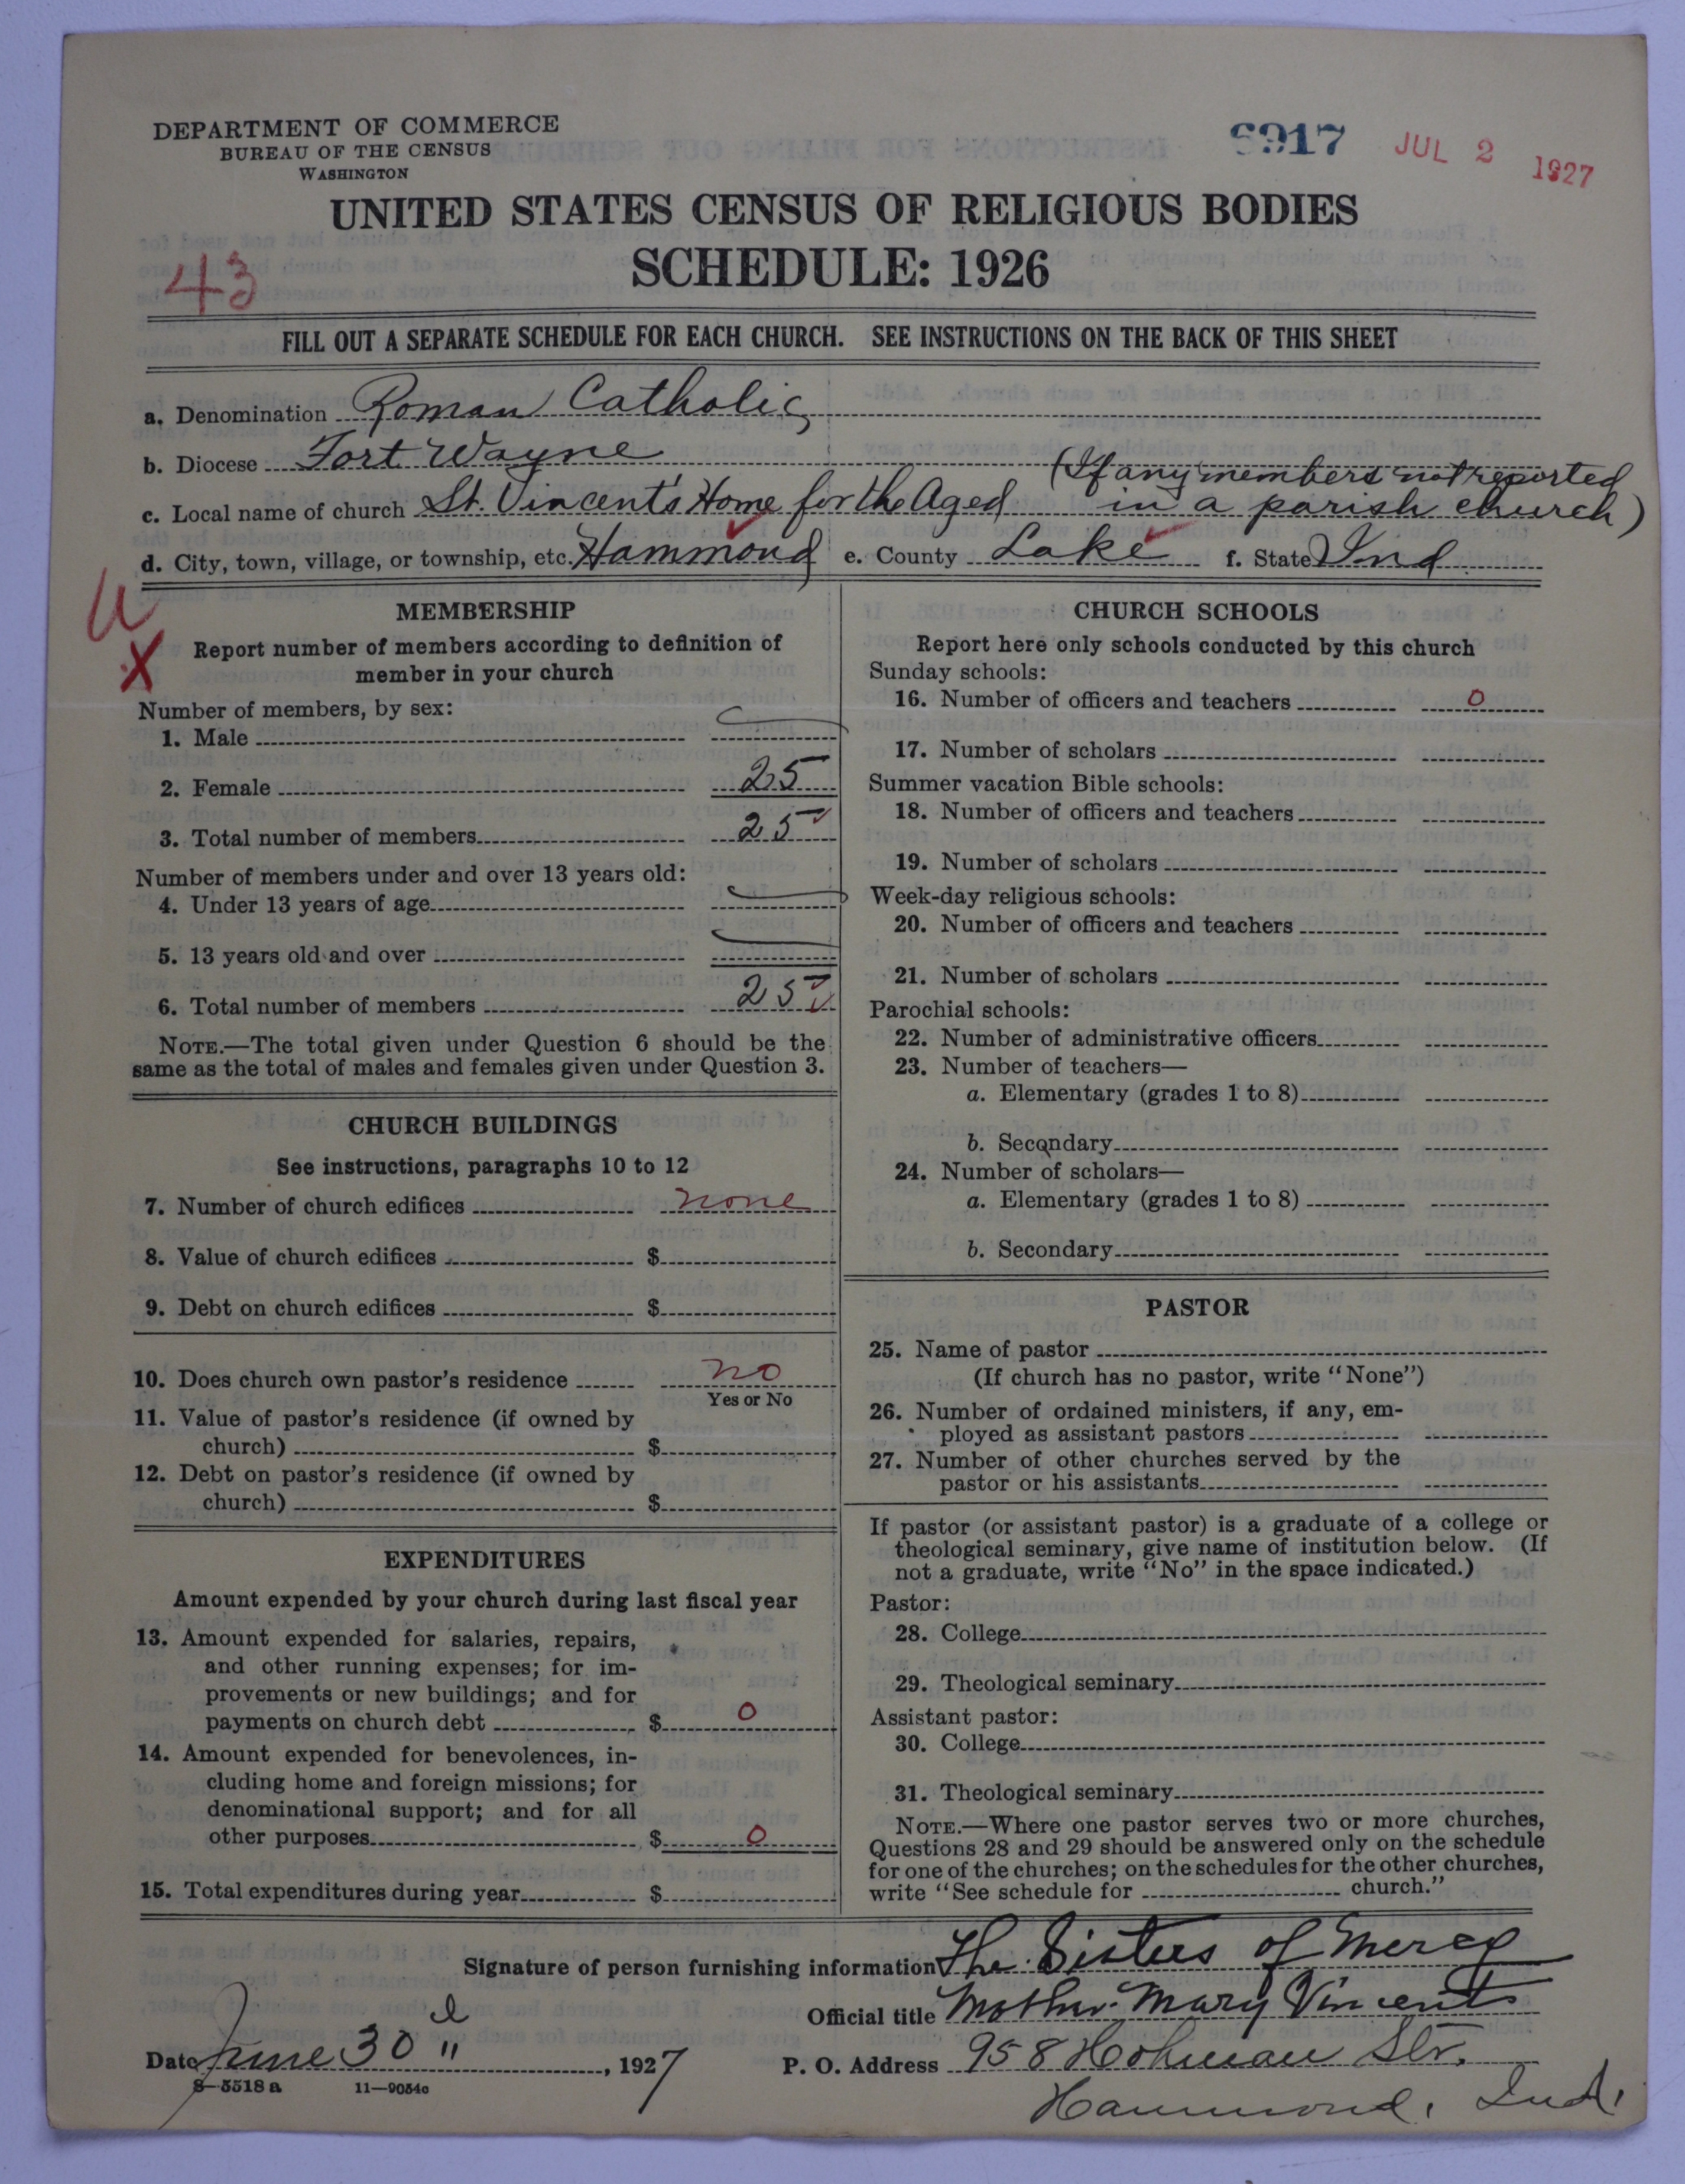 DEPARTMENT OF COMMERCE
BUREAU OF THE CENSUS
WASHINGTON
6917 JUL 2 1927
UNITED STATES CENSUS OF RELIGIOUS BODIES
SCHEDULE: 1926
43
FILL OUT A SEPARATE SCHEDULE FOR EACH CHURCH. SEE INSTRUCTIONS ON THE BACK OF THIS SHEET
a. Denomination Roman Catholic
b. Diocese Fort Wayne
(If any members not reported
c. Local name of church St. Vincent's Home for the Aged in a parish church)
d. City, town, village, or township, etc. Hammond e. County Lake f. State Ind.
X
MEMBERSHIP
Report number of members according to definition of
member in your church
Number of members, by sex:
1. Male
2. Female 25
3. Total number of members 25
Number of members under and over 13 years old:
4. Under 13 years of age
5. 13 years old and over
6. Total number of members 25
NOTE.—The total given under Question 6 should be the
same as the total of males and females given under Question 3.
CHURCH BUILDINGS
See instructions, paragraphs 10 to 12
7. Number of church edifices none
8. Value of church edifices $
9. Debt on church edifices $
10. Does church own pastor's residence no
Yes or No
11. Value of pastor's residence (if owned by
church) $
12. Debt on pastor's residence (if owned by
church) $
EXPENDITURES
Amount expended by your church during last fiscal year
13. Amount expended for salaries, repairs,
and other running expenses; for im-
provements or new buildings; and for
payments on church debt $ 0
14. Amount expended for benevolences, in-
cluding home and foreign missions; for
denominational support; and for all
other purposes $ 0
15. Total expenditures during year $
CHURCH SCHOOLS
Report here only schools conducted by this church
Sunday schools:
16. Number of officers and teachers 0
17. Number of scholars
Summer vacation Bible schools:
18. Number of officers and teachers
19. Number of scholars
Week-day religious schools:
20. Number of officers and teachers
21. Number of scholars
Parochial schools:
22. Number of administrative officers
23. Number of teachers—
a. Elementary (grades 1 to 8)
b. Secondary
24. Number of scholars—
a. Elementary (grades 1 to 8)
b. Secondary
PASTOR
25. Name of pastor
(If church has no pastor, write "None")
26. Number of ordained ministers, if any, em-
ployed as assistant pastors
27. Number of other churches served by the
pastor or his assistants
If pastor (or assistant pastor) is a graduate of a college or
theological seminary, give name of institution below. (If
not a graduate, write "No" in the space indicated.)
Pastor:
28. College
29. Theological seminary
Assistant pastor:
30. College
31. Theological seminary
NOTE.—Where one pastor serves two or more churches,
Questions 28 and 29 should be answered only on the schedule
for one of the churches; on the schedules for the other churches,
write "See schedule for church."
Signature of person furnishing information The Sisters of Mercy
Official title Mother Mary Vincent
Date June 30, 1927 P. O. Address 958 Hohman Str.
8-5518 a 11—9054c
Hammond, Ind.